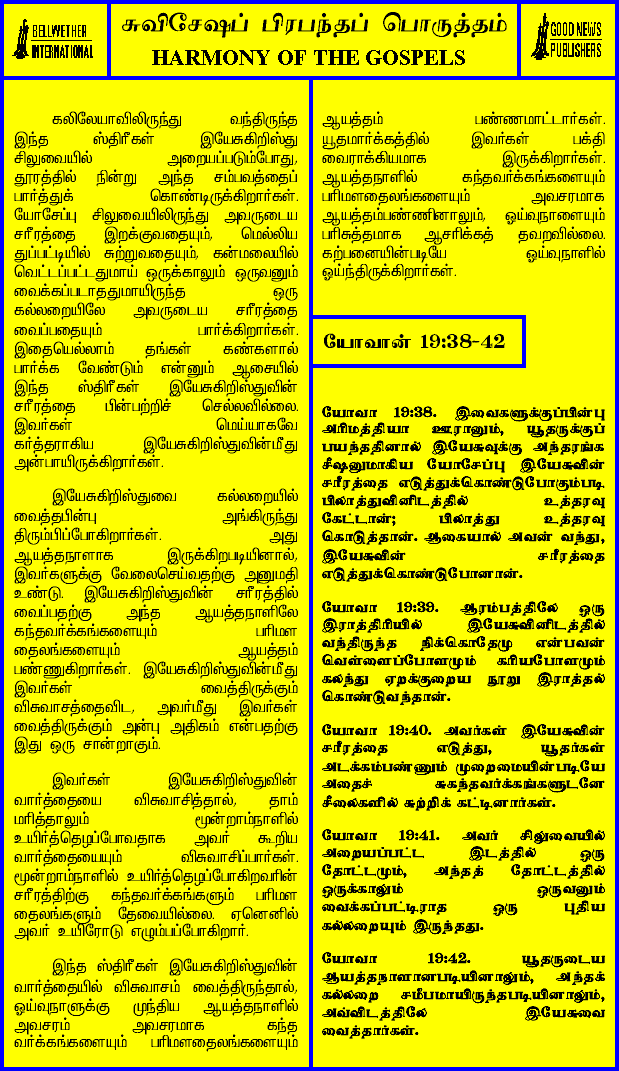 BELLWETHER
INTERNATIONAL
சுவிசேஷப் பிரபந்தப் பொருத்தம்
HARMONY OF THE GOSPELS
GOOD NEWS
PUBLISHERS
கலிலேயாவிலிருந்து வந்திருந்த
இந்த ஸ்திரீகள் இயேசுகிறிஸ்து
சிலுவையில் அறையப்படும்போது,
தூரத்தில் நின்று அந்த சம்பவத்தைப்
பார்த்துக் கொண்டிருக்கிறார்கள்.
யோசேப்பு சிலுவையிலிருந்து அவருடைய
சரீரத்தை இறக்குவதையும், மெல்லிய
துப்பட்டியில் சுற்றுவதையும், கன்மலையில்
வெட்டப்பட்டதுமாய் ஒருக்காலும் ஒருவனும்
வைக்கப்படாததுமாயிருந்த ஒரு
கல்லறையிலே அவருடைய சரீரத்தை
வைப்பதையும் பார்க்கிறார்கள்.
இதையெல்லாம் தங்கள் கண்களால்
பார்க்க வேண்டும் என்னும் ஆசையில்
இந்த ஸ்திரீகள் இயேசுகிறிஸ்துவின்
சரீரத்தை பின்பற்றிச் செல்லவில்லை.
இவர்கள் மெய்யாகவே
கர்த்தராகிய இயேசுகிறிஸ்துவின்மீது
அன்பாயிருக்கிறார்கள்.
இயேசுகிறிஸ்துவை கல்லறையில்
வைத்தபின்பு அங்கிருந்து
திரும்பிப்போகிறார்கள். அது
ஆயத்தநாளாக இருக்கிறபடியினால்,
இவர்களுக்கு வேலைசெய்வதற்கு அனுமதி
உண்டு. இயேசுகிறிஸ்துவின் சரீரத்தில்
வைப்பதற்கு அந்த ஆயத்தநாளிலே
கந்தவர்க்கங்களையும் பரிமள
தைலங்களையும் ஆயத்தம்
பண்ணுகிறார்கள். இயேசுகிறிஸ்துவின்மீது
இவர்கள் வைத்திருக்கும்
விசுவாசத்தைவிட, அவர்மீது இவர்கள்
வைத்திருக்கும் அன்பு அதிகம் என்பதற்கு
இது ஒரு சான்றாகும்.
இவர்கள் இயேசுகிறிஸ்துவின்
வார்த்தையை விசுவாசித்தால், தாம்
மரித்தாலும் மூன்றாம்நாளில்
உயிர்த்தெழப்போவதாக அவர் கூறிய
வார்த்தையையும் விசுவாசிப்பார்கள்.
மூன்றாம்நாளில் உயிர்த்தெழப்போகிறவரின்
சரீரத்திற்கு கந்தவர்க்கங்களும் பரிமள
தைலங்களும் தேவையில்லை. ஏனெனில்
அவர் உயிரோடு எழும்பப்போகிறார்.
இந்த ஸ்திரீகள் இயேசுகிறிஸ்துவின்
வார்த்தையில் விசுவாசம் வைத்திருந்தால்,
ஓய்வுநாளுக்கு முந்திய ஆயத்தநாளில்
அவசரம் அவசரமாக கந்த
வர்க்கங்களையும் பரிமளதைலங்களையும்
ஆயத்தம் பண்ணமாட்டார்கள்.
யூதமார்க்கத்தில் இவர்கள் பக்தி
வைராக்கியமாக இருக்கிறார்கள்.
ஆயத்தநாளில் கந்தவர்க்கங்களையும்
பரிமளதைலங்களையும் அவசரமாக
ஆயத்தம்பண்ணினாலும், ஓய்வுநாளையும்
பரிசுத்தமாக ஆசரிக்கத் தவறவில்லை.
கற்பனையின்படியே ஓய்வுநாளில்
ஓய்ந்திருக்கிறார்கள்.
யோவான் 19:38-42
யோவா 19:38. இவைகளுக்குப்பின்பு
அரிமத்தியா ஊரானும், யூதருக்குப்
பயந்ததினால் இயேசுவுக்கு அந்தரங்க
சீஷனுமாகிய யோசேப்பு இயேசுவின்
சரீரத்தை எடுத்துக்கொண்டுபோகும்படி
பிலாத்துவினிடத்தில் உத்தரவு
கேட்டான்; பிலாத்து உத்தரவு
கொடுத்தான். ஆகையால் அவன் வந்து,
இயேசுவின் சரீரத்தை
எடுத்துக்கொண்டுபோனான்.
யோவா 19:39. ஆரம்பத்திலே ஒரு
இராத்திரியில் இயேசுவினிடத்தில்
வந்திருந்த நிக்கொதேமு என்பவன்
வெள்ளைப்போளமும் கரியபோளமும்
கலந்து ஏறக்குறைய நூறு இராத்தல்
கொண்டுவந்தான்.
யோவா 19:40. அவர்கள் இயேசுவின்
சரீரத்தை எடுத்து, யூதர்கள்
அடக்கம்பண்ணும் முறைமையின்படியே
அதைச் சுகந்தவர்க்கங்களுடனே
சீலைகளில் சுற்றிக் கட்டினார்கள்.
யோவா 19:41. அவர் சிலுவையில்
அறையப்பட்ட இடத்தில் ஒரு
தோட்டமும், அந்தத் தோட்டத்தில்
ஒருக்காலும் ஒருவனும்
வைக்கப்பட்டிராத ஒரு புதிய
கல்லறையும் இருந்தது.
யோவா 19:42. யூதருடைய
ஆயத்தநாளானபடியினாலும், அந்தக்
கல்லறை சமீபமாயிருந்தபடியினாலும்,
அவ்விடத்திலே இயேசுவை
வைத்தார்கள்.